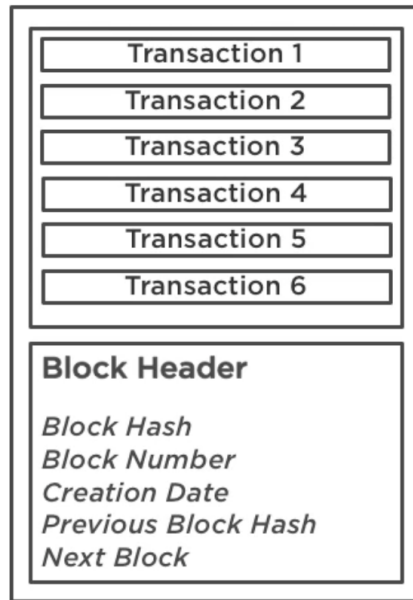 Transaction 1
Transaction 2
Transaction 3
Transaction 4
Transaction 5
Transaction 6
Block Header
Block Hash
Block Number
Creation Date
Previous Block Hash
Next Block